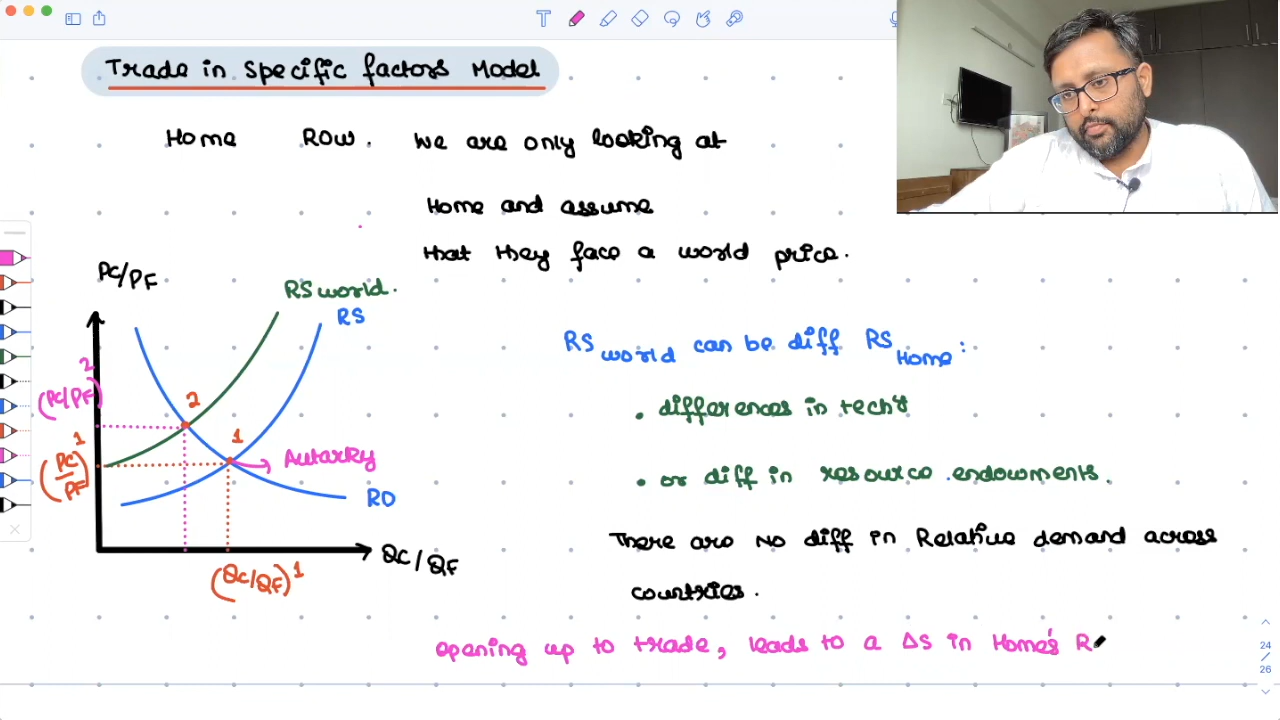 Trade in Specific factors Model
Home ROW. We are only looking at
Home and assume
that they face a world price.
PC/PF
RS world.
RS
2
(PC/PF)
2
1
1
(PC/PF)
Autarky
RD
QC/QF
(QC/QF)1
RS world can be diff RS Home:
. differences in techy
. or diff in resource endowments.
There are No diff in Relative demand across
countries.
opening up to trade, leads to a ΔS in Home's R
24
/
26